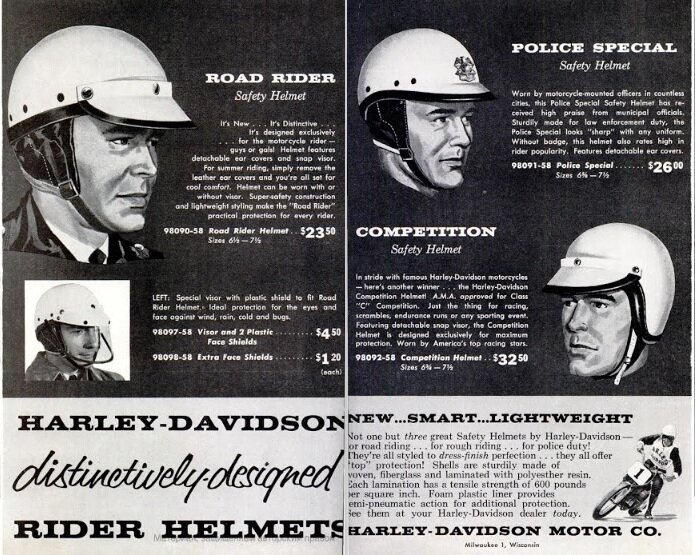 ROAD RIDER
Safety Helmet
It's New . . . It's Distinctive . . .
It's designed exclusively
. . . for the motorcycle rider —
guys or gals! Helmet features
detachable ear covers and snap visor.
For summer riding, simply remove the
leather ear covers and you're all set for
cool comfort. Helmet can be worn with or
without visor. Super-safety construction
and lightweight styling make the "Road Rider"
practical protection for every rider.
98090-58 Road Rider Helmet . . $23.50
Sizes 6½ — 7½
LEFT: Special visor with plastic shield to fit Road
Rider Helmet. Ideal protection for the eyes and
face against wind, rain, cold and bugs.
98097-58 Visor and 2 Plastic . . . . . . . . . $4.50
Face Shields
98098-58 Extra Face Shields . . . . . . . . $1.20
(each)
HARLEY-DAVIDSON
distinctively-designed
RIDER HELMETS
POLICE SPECIAL
Safety Helmet
Worn by motorcycle-mounted officers in countless
cities, this Police Special Safety Helmet has re-
ceived high praise from municipal officials.
Sturdily made for law enforcement duty, the
Police Special looks "sharp" with any uniform.
Without badge, this helmet also rates high in
rider popularity. Features detachable ear covers.
98091-58 Police Special . . . . . . $26.00
Sizes 6¾ — 7½
COMPETITION
Safety Helmet
In stride with famous Harley-Davidson motorcycles
— here's another winner . . . the Harley-Davidson
Competition Helmet! A.M.A. approved for Class
"C" Competition. Just the thing for racing,
scrambles, endurance runs or any sporting event.
Featuring detachable snap visor, the Competition
Helmet is designed exclusively for maximum
protection. Worn by America's top racing stars.
98092-58 Competition Helmet . . $32.50
Sizes 6¾ — 7½
NEW...SMART...LIGHTWEIGHT
Not one but three great Safety Helmets by Harley-Davidson —
or road riding . . . for rough riding . . . for police duty!
They're all styled to dress-finish perfection . . . they all offer
"top" protection! Shells are sturdily made of
woven, fiberglass and laminated with polyesther resin.
Each lamination has a tensile strength of 600 pounds
per square inch. Foam plastic liner provides
semi-pneumatic action for additional protection.
See them at your Harley-Davidson dealer today.
1
HARLEY-DAVIDSON MOTOR CO.
Milwaukee 1, Wisconsin